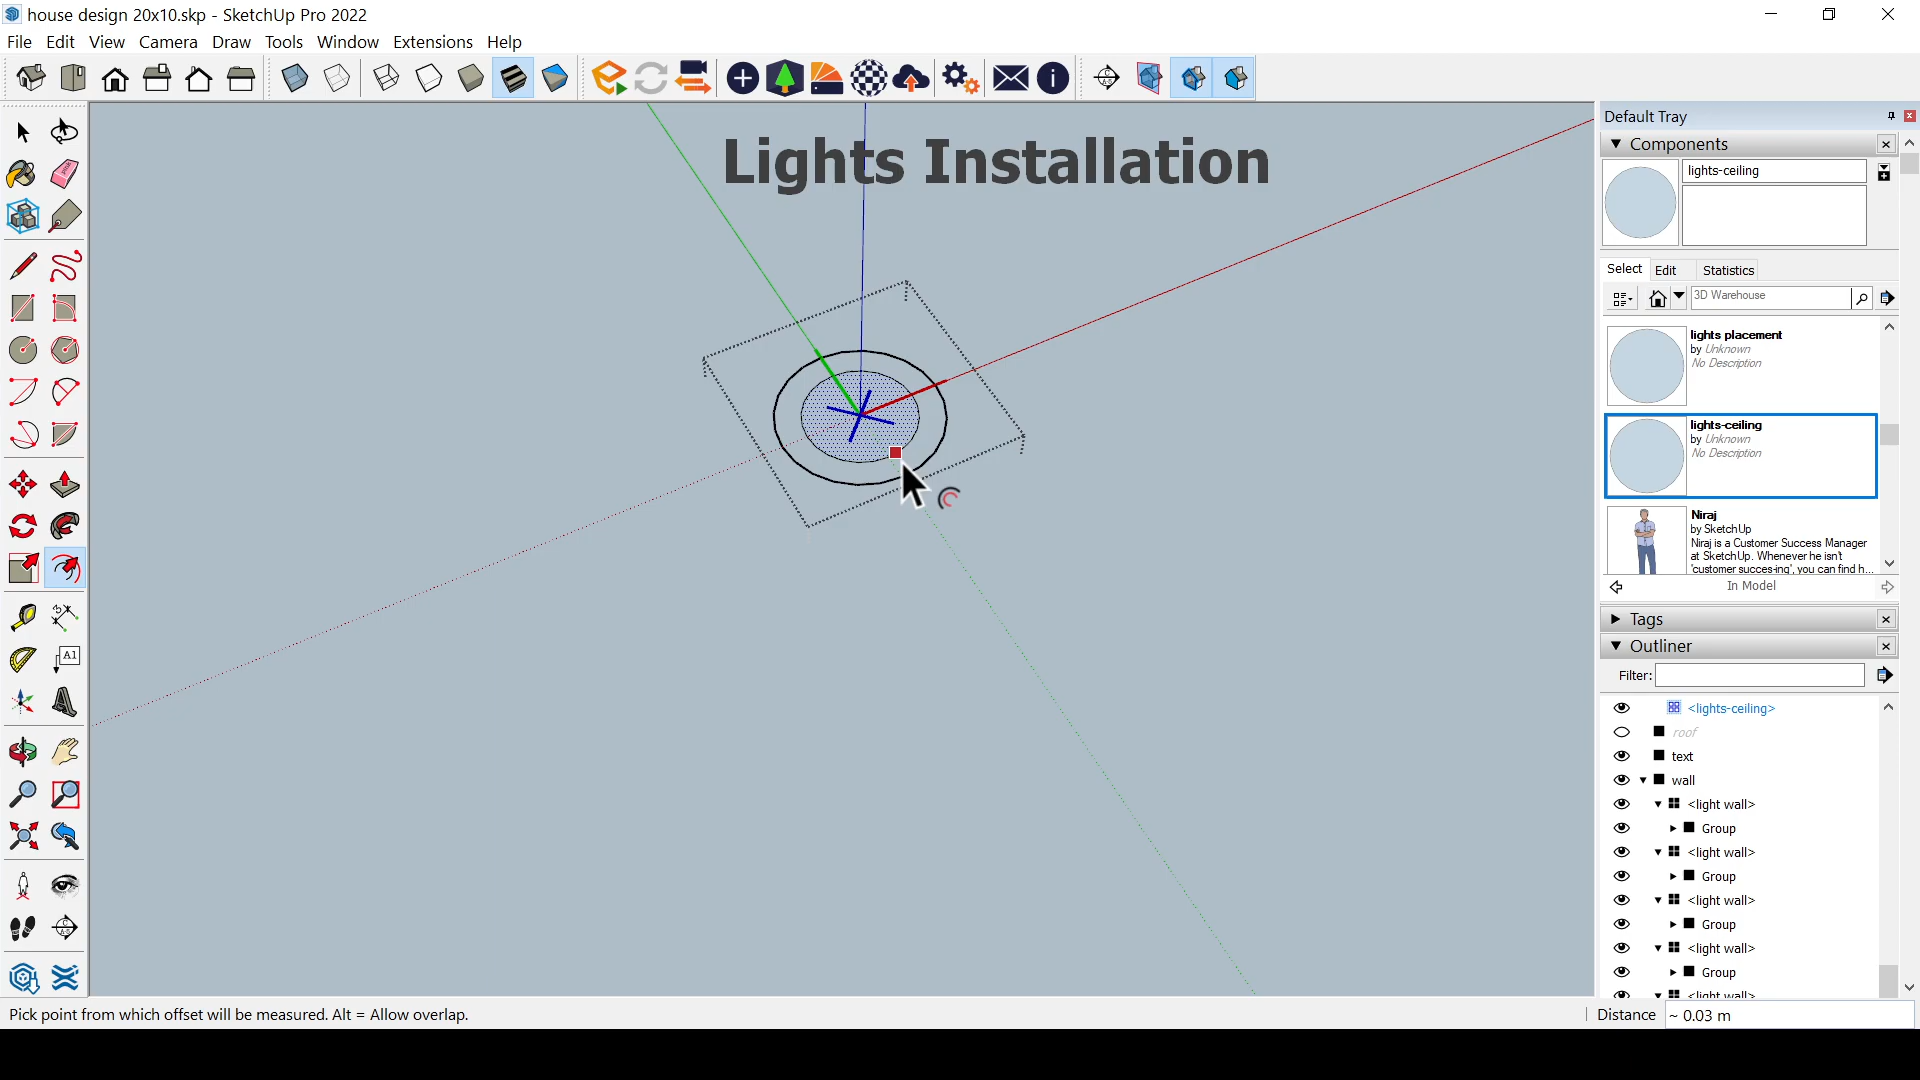 house design 20x10.skp - SketchUp Pro 2022
File Edit View Camera Draw Tools Window Extensions Help
Lights Installation
Default Tray
Components
lights-ceiling
Select Edit Statistics
3D Warehouse
lights placement
by Unknown
No Description
lights-ceiling
by Unknown
No Description
Niraj
by SketchUp
Niraj is a Customer Success Manager
at SketchUp. Whenever he isn't
'customer succes-ing', you can find h...
In Model
Tags
Outliner
Filter:
<lights-ceiling>
roof
text
wall
<light wall>
Group
<light wall>
Group
<light wall>
Group
<light wall>
Group
<light wall>
A1
Pick point from which offset will be measured. Alt = Allow overlap.
Distance ~ 0.03 m